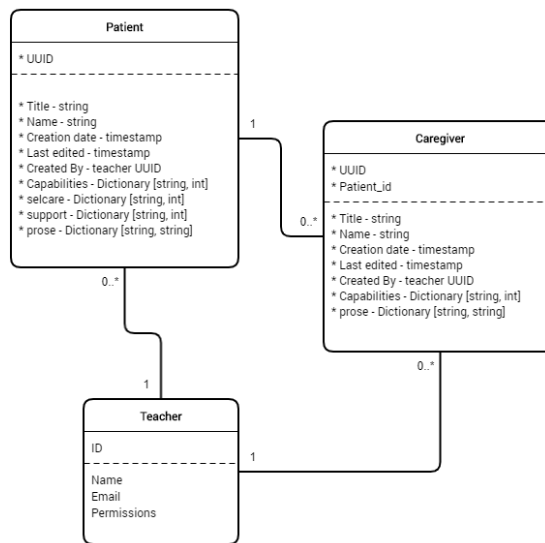 Patient
* UUID
* Title - string
* Name - string
* Creation date - timestamp
* Last edited - timestamp
* Created By - teacher UUID
* Capabilities - Dictionary [string, int]
* selcare - Dictionary [string, int]
* support - Dictionary [string, int]
* prose - Dictionary [string, string]
1
0..*
Caregiver
* UUID
* Patient_id
* Title - string
* Name - string
* Creation date - timestamp
* Last edited - timestamp
* Created By - teacher UUID
* Capabilities - Dictionary [string, int]
* prose - Dictionary [string, string]
0..*
1
0..*
1
Teacher
ID
Name
Email
Permissions